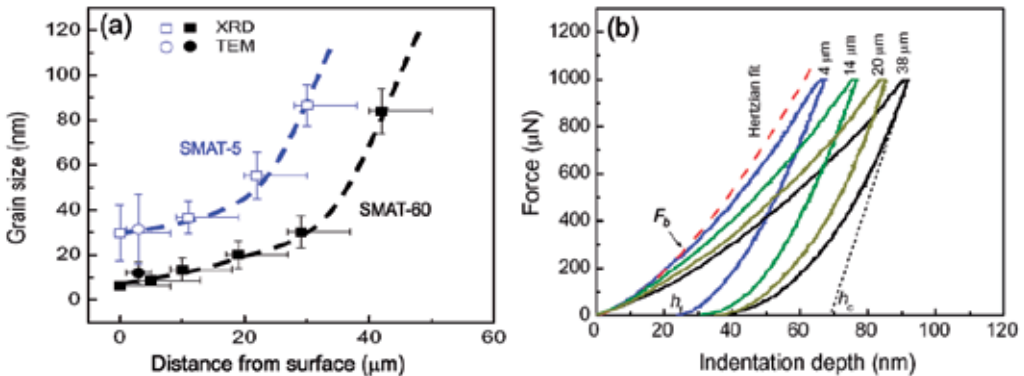 (a)
XRD
TEM
SMAT-5
SMAT-60
120
100
80
60
40
20
0
Grain size (nm)
0
20
40
60
Distance from surface (μm)
(b)
Hertzian fit
4 μm
14 μm
20 μm
38 μm
F_b
h_c
1200
1000
800
600
400
200
0
Force (μN)
0
20
40
60
80
100
120
Indentation depth (nm)